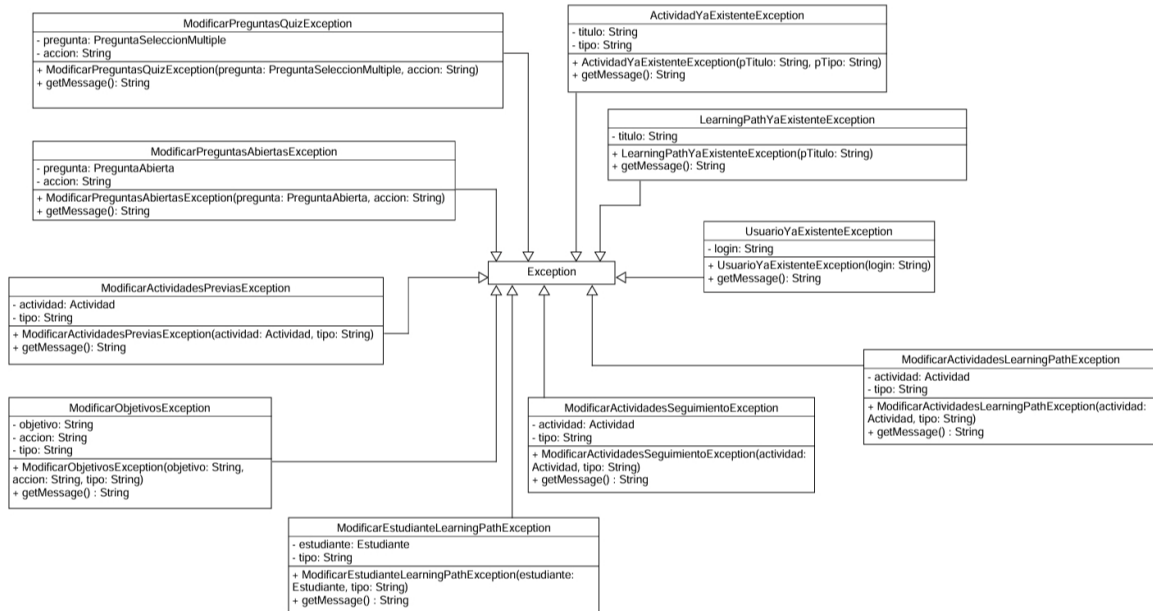 ModificarPreguntasQuizException
- pregunta: PreguntaSeleccionMultiple
- accion: String
+ ModificarPreguntasQuizException(pregunta: PreguntaSeleccionMultiple, accion: String)
+ getMessage(): String
ActividadYaExistenteException
- titulo: String
- tipo: String
+ ActividadYaExistenteException(pTitulo: String, pTipo: String)
+ getMessage(): String
LearningPathYaExistenteException
- titulo: String
+ LearningPathYaExistenteException(pTitulo: String)
+ getMessage(): String
ModificarPreguntasAbiertasException
- pregunta: PreguntaAbierta
- accion: String
+ ModificarPreguntasAbiertasException(pregunta: PreguntaAbierta, accion: String)
+ getMessage(): String
UsuarioYaExistenteException
- login: String
+ UsuarioYaExistenteException(login: String)
+ getMessage(): String
Exception
ModificarActividadesPreviasException
- actividad: Actividad
- tipo: String
+ ModificarActividadesPreviasException(actividad: Actividad, tipo: String)
+ getMessage(): String
ModificarActividadesLearningPathException
- actividad: Actividad
- tipo: String
+ ModificarActividadesLearningPathException(actividad:
Actividad, tipo: String)
+ getMessage() : String
ModificarObjetivosException
- objetivo: String
- accion: String
- tipo: String
+ ModificarObjetivosException(objetivo: String,
accion: String, tipo: String)
+ getMessage() : String
ModificarActividadesSeguimientoException
- actividad: Actividad
- tipo: String
+ ModificarActividadesSeguimientoException(actividad:
Actividad, tipo: String)
+ getMessage() : String
ModificarEstudianteLearningPathException
- estudiante: Estudiante
- tipo: String
+ ModificarEstudianteLearningPathException(estudiante:
Estudiante, tipo: String)
+ getMessage() : String